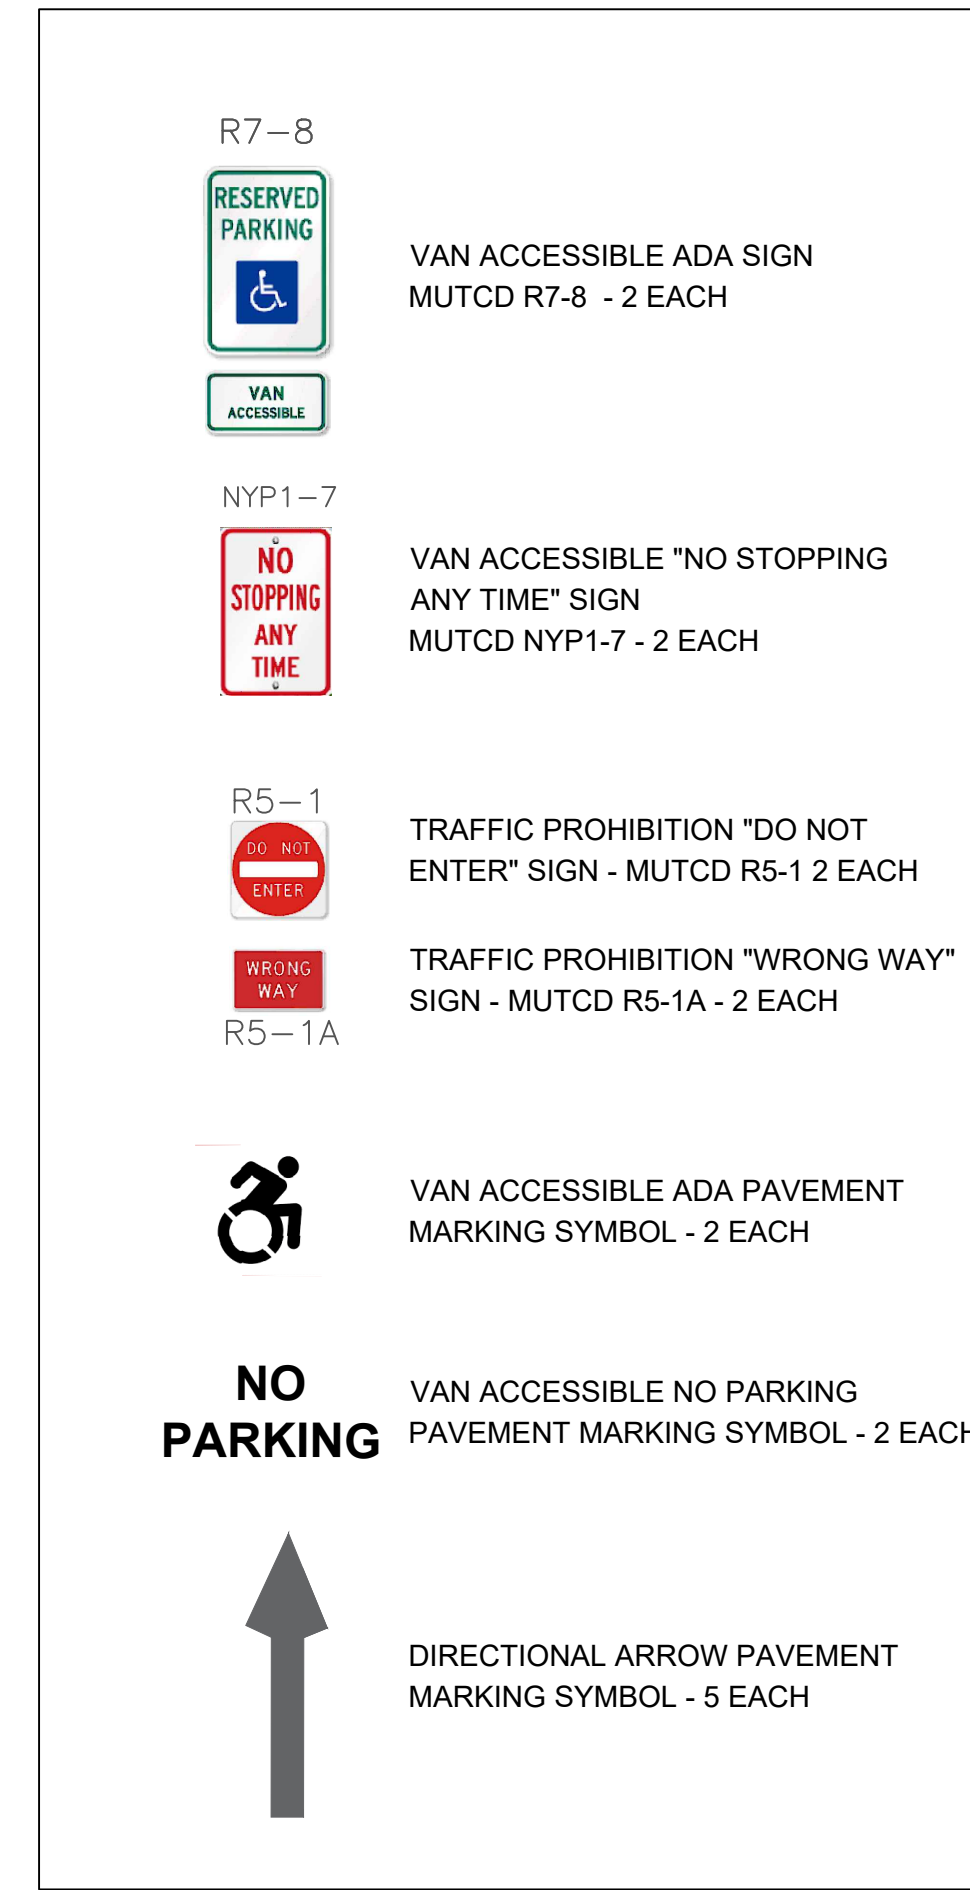 R7-8
RESERVED
PARKING
VAN
ACCESSIBLE
VAN ACCESSIBLE ADA SIGN
MUTCD R7-8 - 2 EACH
NYP1-7
NO
STOPPING
ANY
TIME
VAN ACCESSIBLE "NO STOPPING
ANY TIME" SIGN
MUTCD NYP1-7 - 2 EACH
R5-1
DO NOT
ENTER
TRAFFIC PROHIBITION "DO NOT
ENTER" SIGN - MUTCD R5-1 2 EACH
WRONG
WAY
R5-1A
TRAFFIC PROHIBITION "WRONG WAY"
SIGN - MUTCD R5-1A - 2 EACH
VAN ACCESSIBLE ADA PAVEMENT
MARKING SYMBOL - 2 EACH
NO
PARKING
VAN ACCESSIBLE NO PARKING
PAVEMENT MARKING SYMBOL - 2 EACH
DIRECTIONAL ARROW PAVEMENT
MARKING SYMBOL - 5 EACH